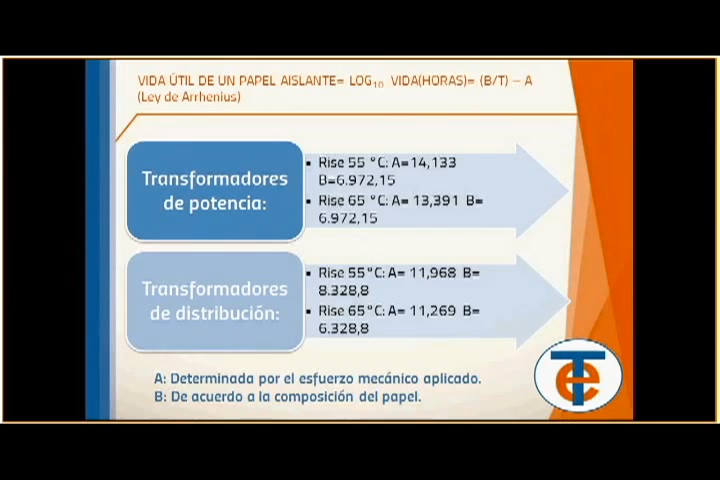 VIDA ÚTIL DE UN PAPEL AISLANTE= LOG₁₀ VIDA(HORAS)= (B/T) – A
(Ley de Arrhenius)
Transformadores
de potencia:
▪ Rise 55 °C: A=14,133
B=6.972,15
▪ Rise 65 °C: A= 13,391 B=
6.972,15
Transformadores
de distribución:
▪ Rise 55°C: A= 11,968 B=
8.328,8
▪ Rise 65°C: A= 11,269 B=
6.328,8
A: Determinada por el esfuerzo mecánico aplicado.
B: De acuerdo a la composición del papel.
Te